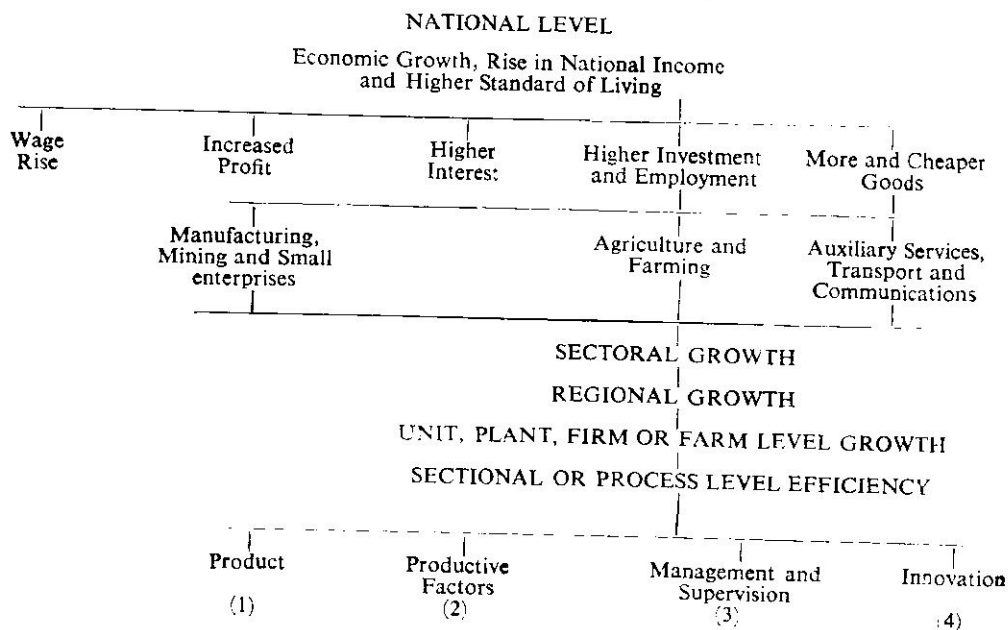 NATIONAL LEVEL
Economic Growth, Rise in National Income
and Higher Standard of Living
Wage
Rise
Increased
Profit
Higher
Interest
Higher Investment
and Employment
More and Cheaper
Goods
Manufacturing,
Mining and Small
enterprises
Agriculture and
Farming
Auxiliary Services,
Transport and
Communications
SECTORAL GROWTH
REGIONAL GROWTH
UNIT, PLANT, FIRM OR FARM LEVEL GROWTH
SECTIONAL OR PROCESS LEVEL EFFICIENCY
Product
(1)
Productive
Factors
(2)
Management and
Supervision
(3)
Innovation
(4)